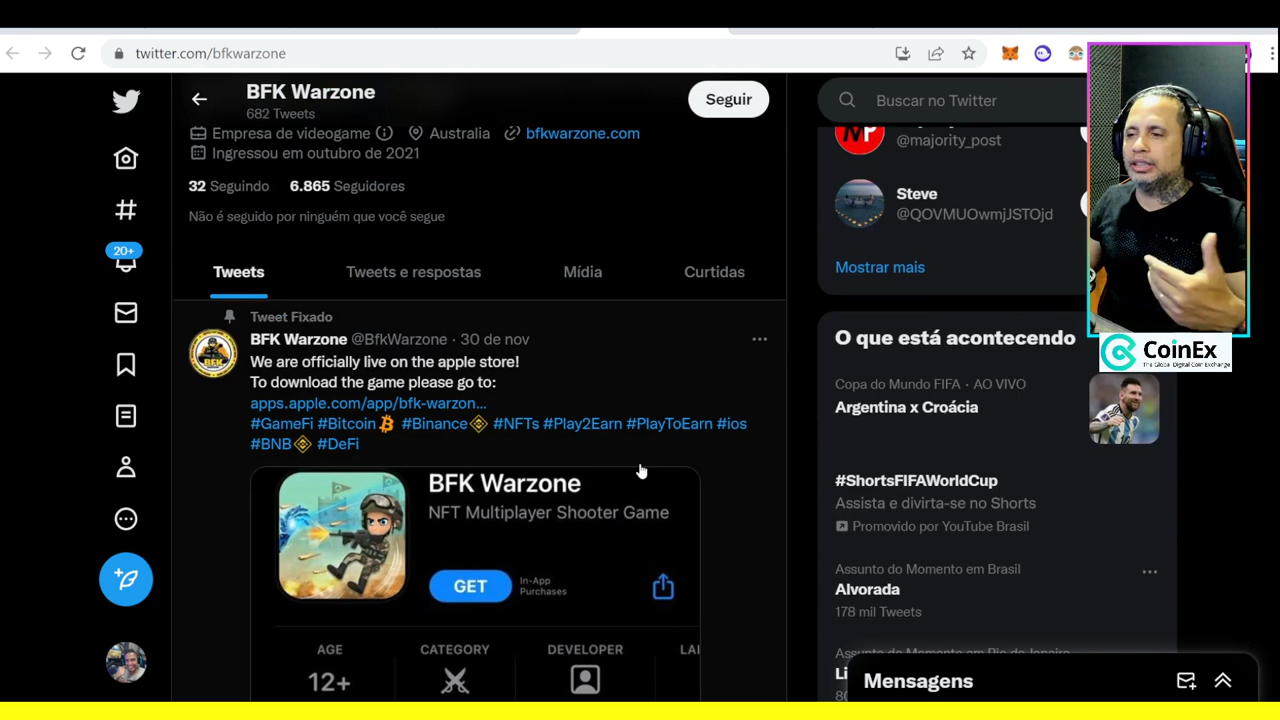 twitter.com/bfkwarzone
BFK Warzone
682 Tweets
Seguir
Empresa de videogame
Australia
bfkwarzone.com
Ingressou em outubro de 2021
32 Seguindo 6.865 Seguidores
Não é seguido por ninguém que você segue
Tweets
Tweets e respostas
Mídia
Curtidas
Tweet Fixado
BFK Warzone @BfkWarzone · 30 de nov
We are officially live on the apple store!
To download the game please go to:
apps.apple.com/app/bfk-warzon...
#GameFi #Bitcoin #Binance #NFTs #Play2Earn #PlayToEarn #ios
#BNB #DeFi
BFK Warzone
NFT Multiplayer Shooter Game
GET
In-App
Purchases
AGE
CATEGORY
DEVELOPER
12+
20+
Buscar no Twitter
@majority_post
Steve
@QOVMUOwmjJSTOjd
Mostrar mais
CoinEx
The Global Digital Coin Exchange
O que está acontecendo
Copa do Mundo FIFA · AO VIVO
Argentina x Croácia
#ShortsFIFAWorldCup
Assista e divirta-se no Shorts
Promovido por YouTube Brasil
Assunto do Momento em Brasil
Alvorada
178 mil Tweets
Mensagens